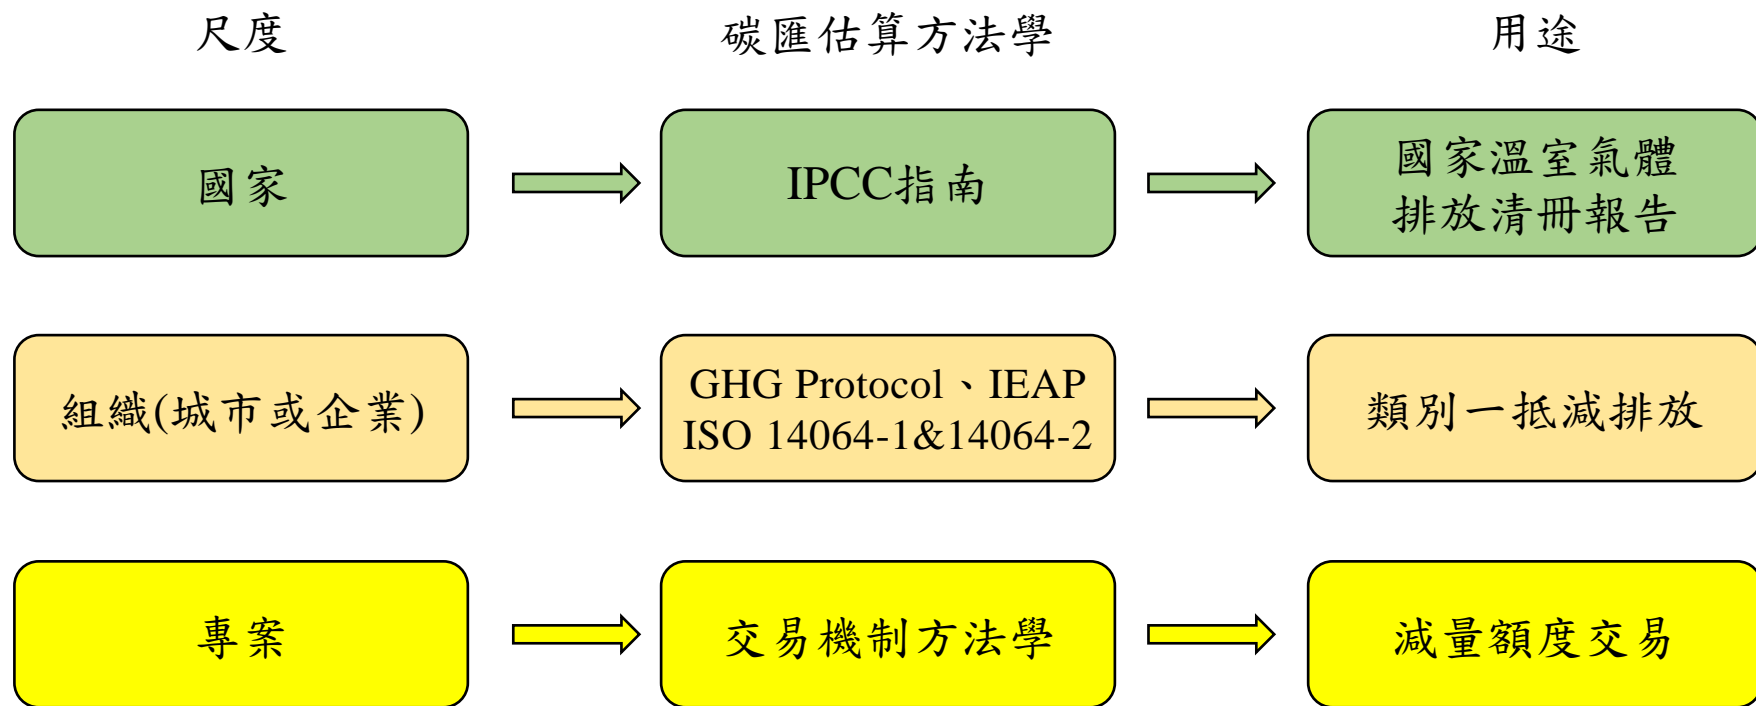 尺度
碳匯估算方法學
用途
國家
IPCC指南
國家溫室氣體
排放清冊報告
組織(城市或企業)
GHG Protocol、IEAP
ISO 14064-1&14064-2
類別一抵減排放
專案
交易機制方法學
減量額度交易